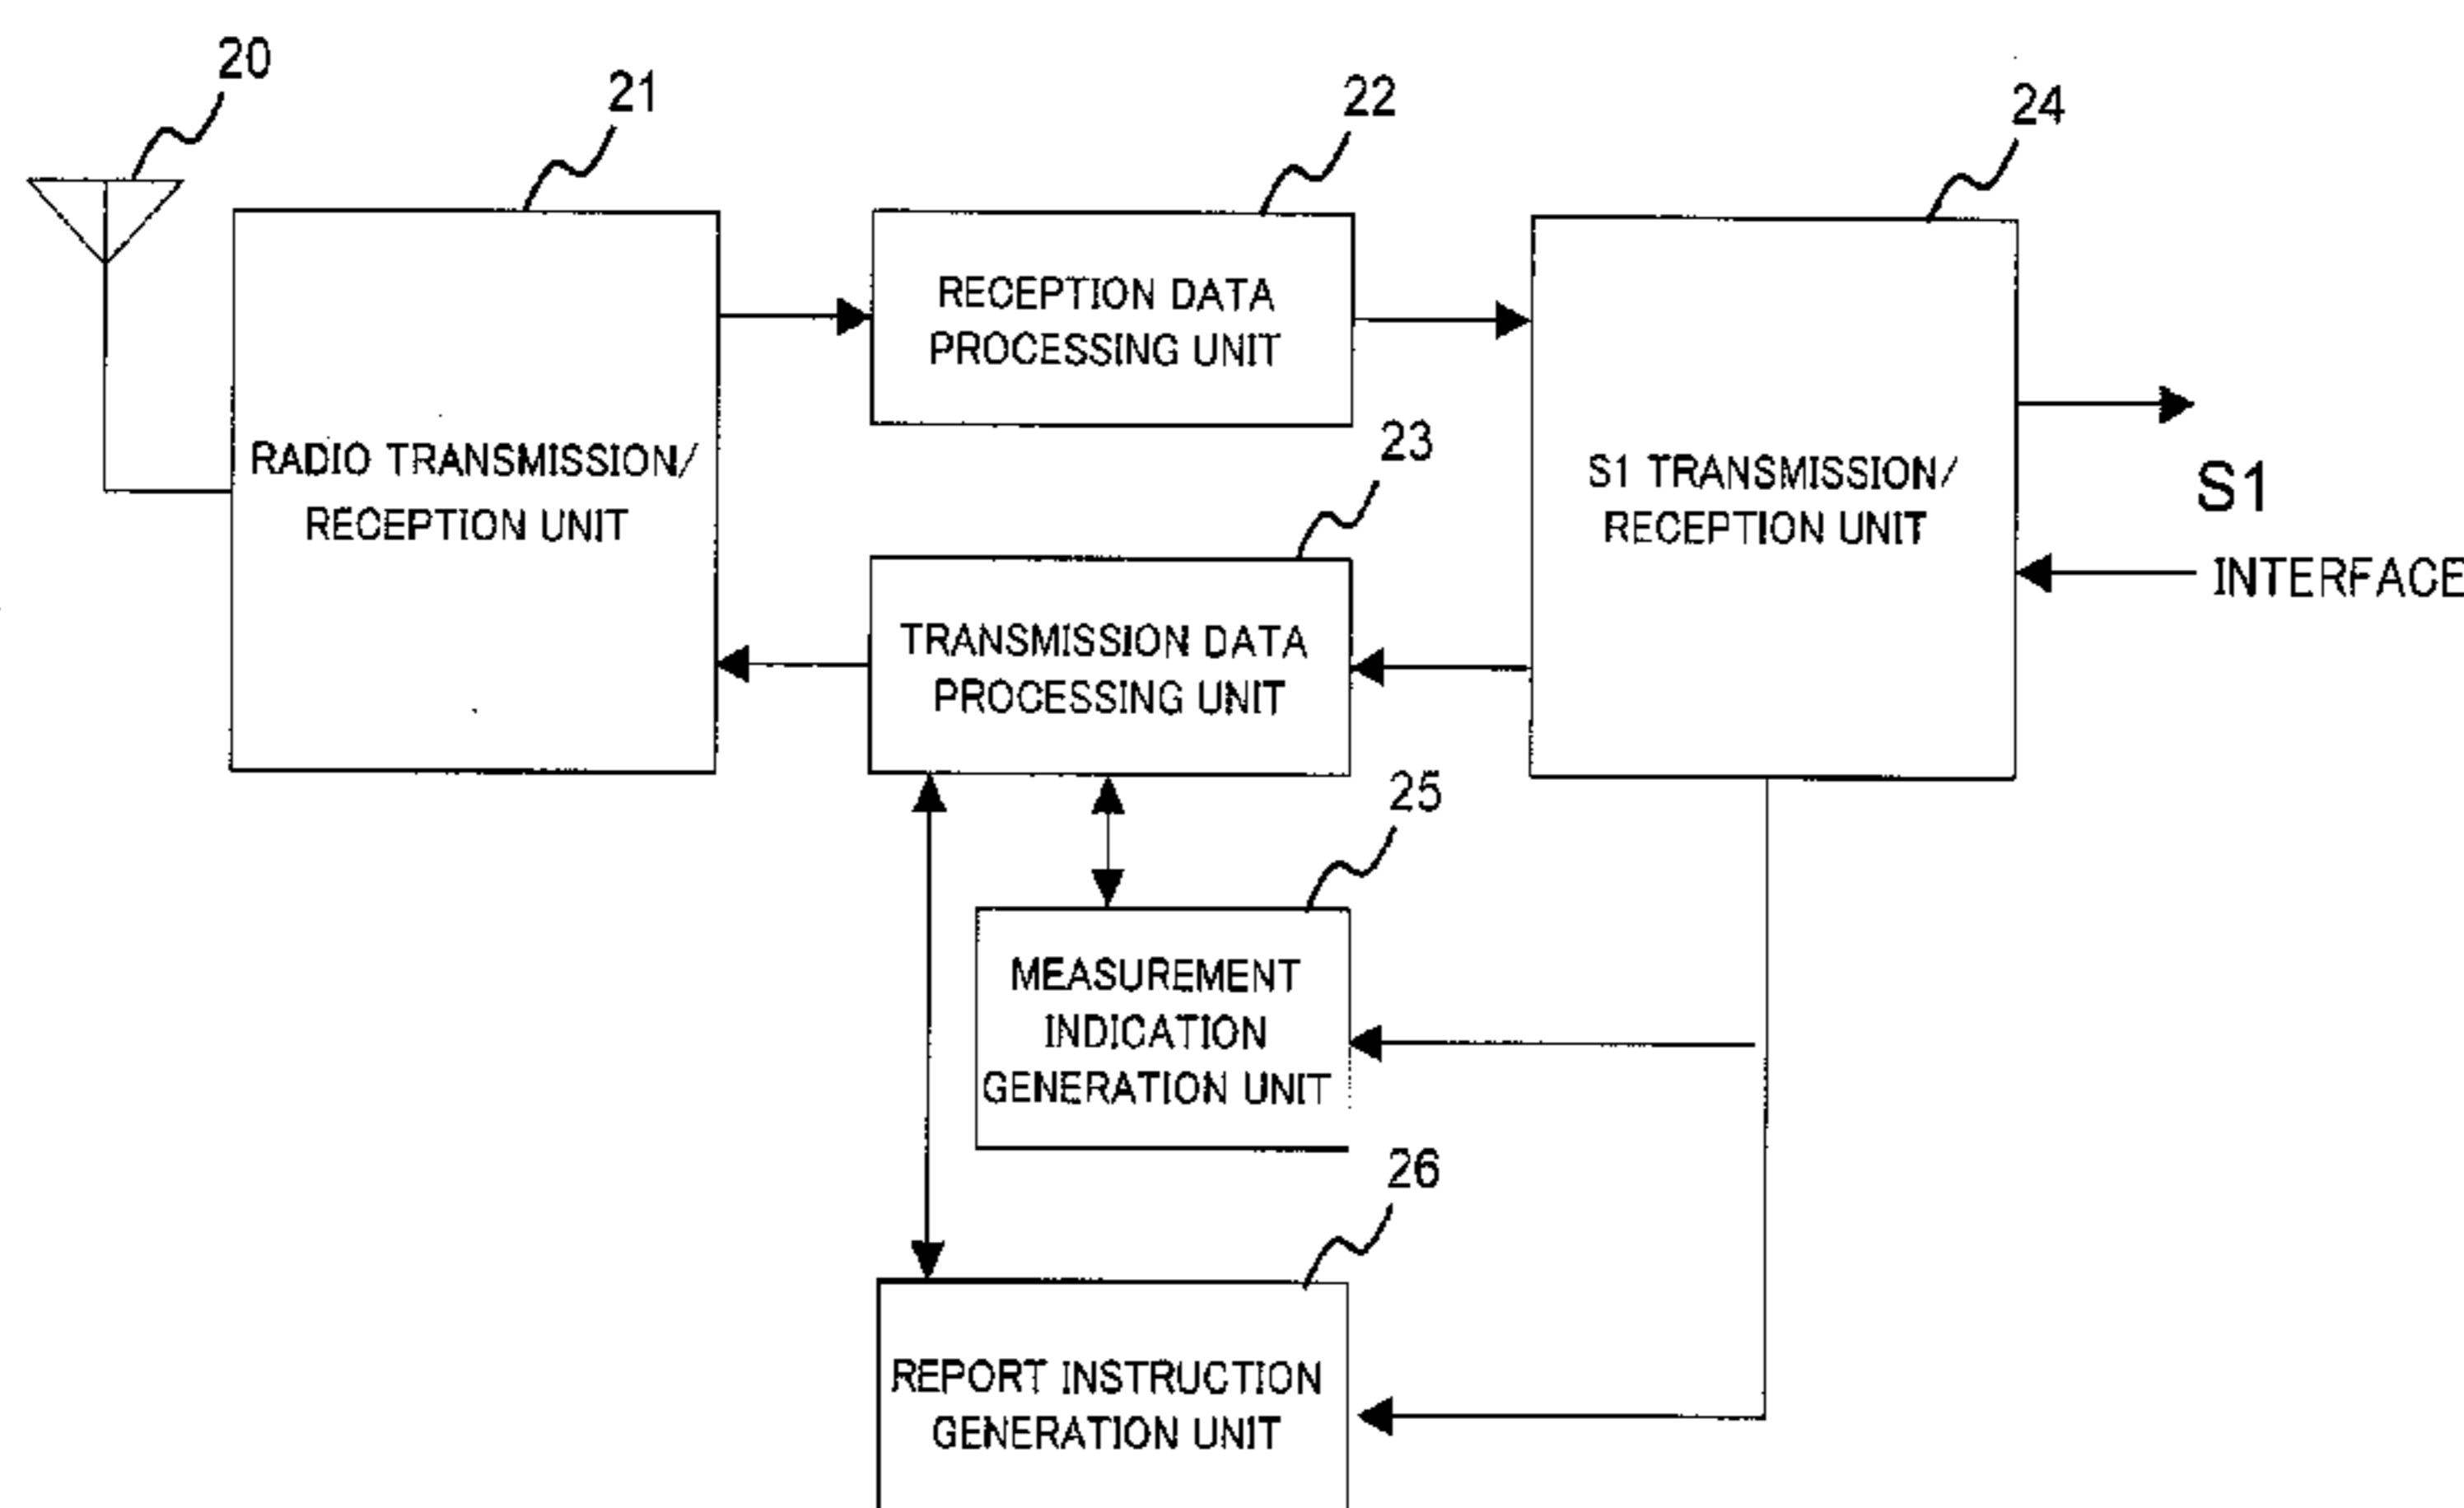 20
21
22
24
RECEPTION DATA
PROCESSING UNIT
23
RADIO TRANSMISSION/
RECEPTION UNIT
S1 TRANSMISSION/
RECEPTION UNIT
S1
INTERFACE
TRANSMISSION DATA
PROCESSING UNIT
25
MEASUREMENT
INDICATION
GENERATION UNIT
26
REPORT INSTRUCTION
GENERATION UNIT